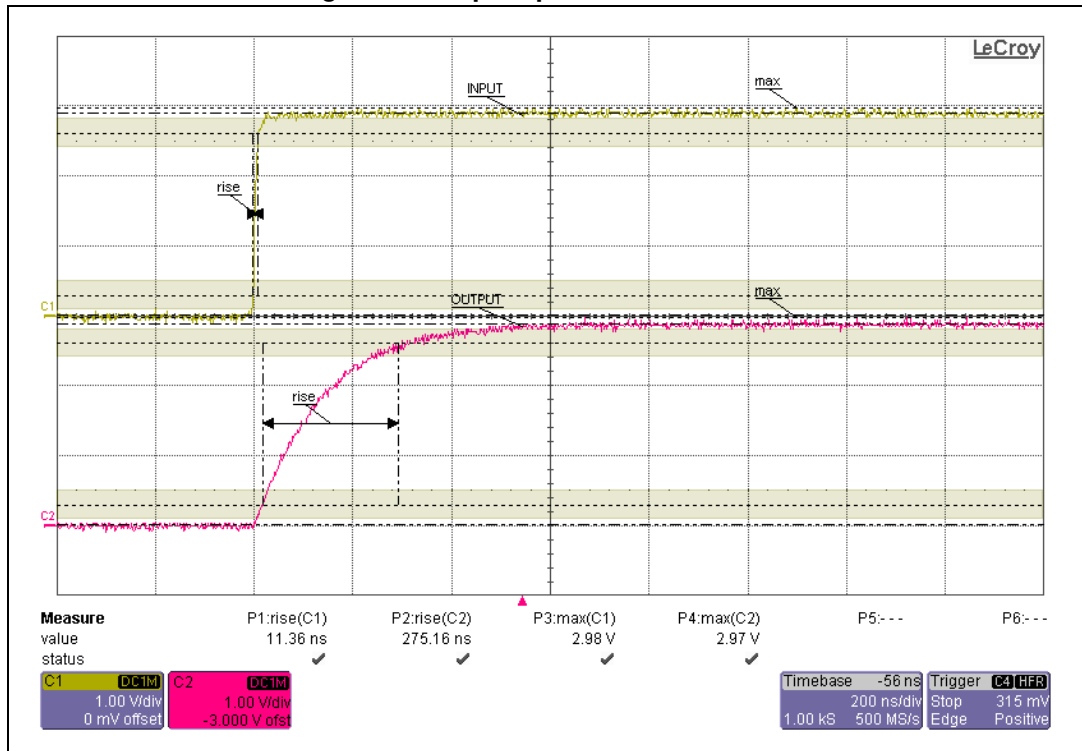 LeCroy
INPUT
max
rise
C1
OUTPUT
max
rise
C2
Measure P1:rise(C1) P2:rise(C2) P3:max(C1) P4:max(C2) P5:- - - P6:- - -
value 11.36 ns 275.16 ns 2.98 V 2.97 V
status
C1 DC1M
1.00 V/div
0 mV offset
C2 DC1M
1.00 V/div
-3.000 V ofst
Timebase -56 ns
200 ns/div
1.00 kS 500 MS/s
Trigger C4 HFR
Stop 315 mV
Edge Positive